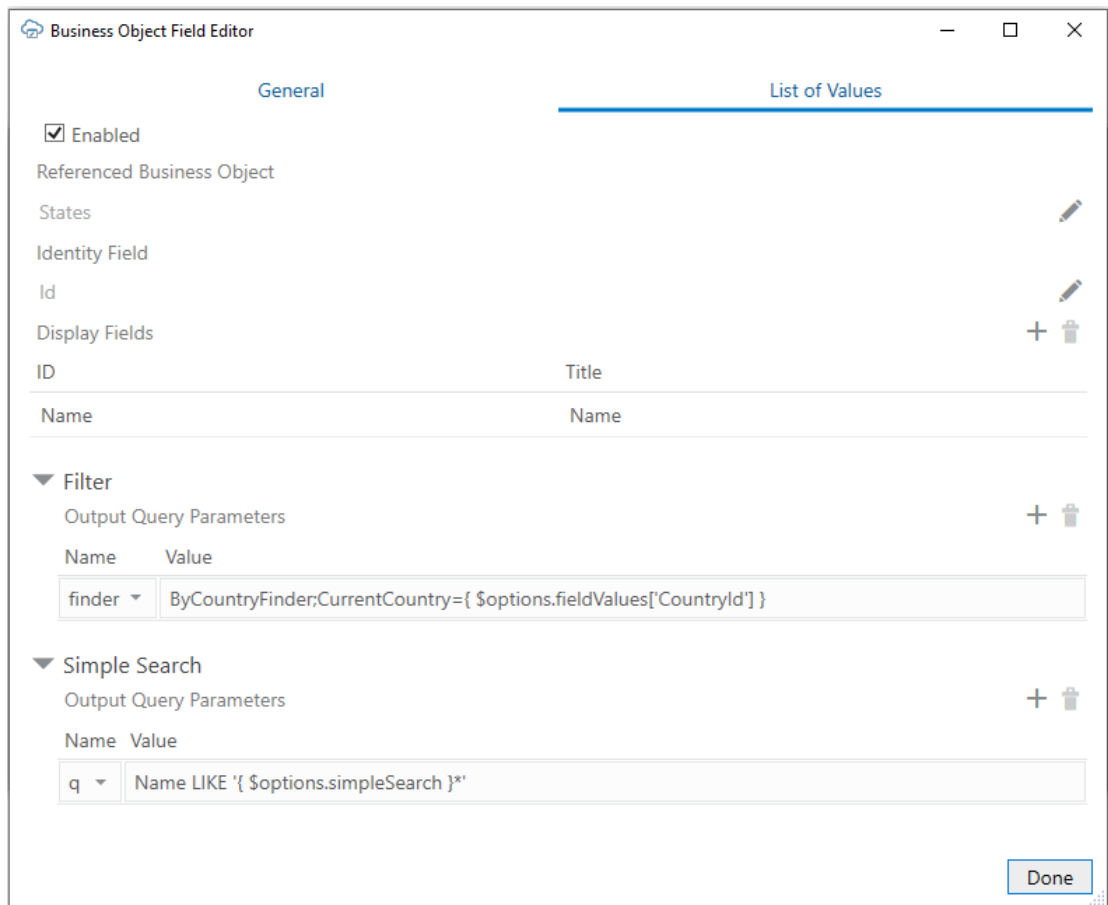 Business Object Field Editor
General List of Values
Enabled
Referenced Business Object
States
Identity Field
Id
Display Fields
ID Title
Name Name
Filter
Output Query Parameters
Name Value
finder ByCountryFinder;CurrentCountry={ $options.fieldValues['CountryId'] }
Simple Search
Output Query Parameters
Name Value
q Name LIKE '{ $options.simpleSearch }*'
Done